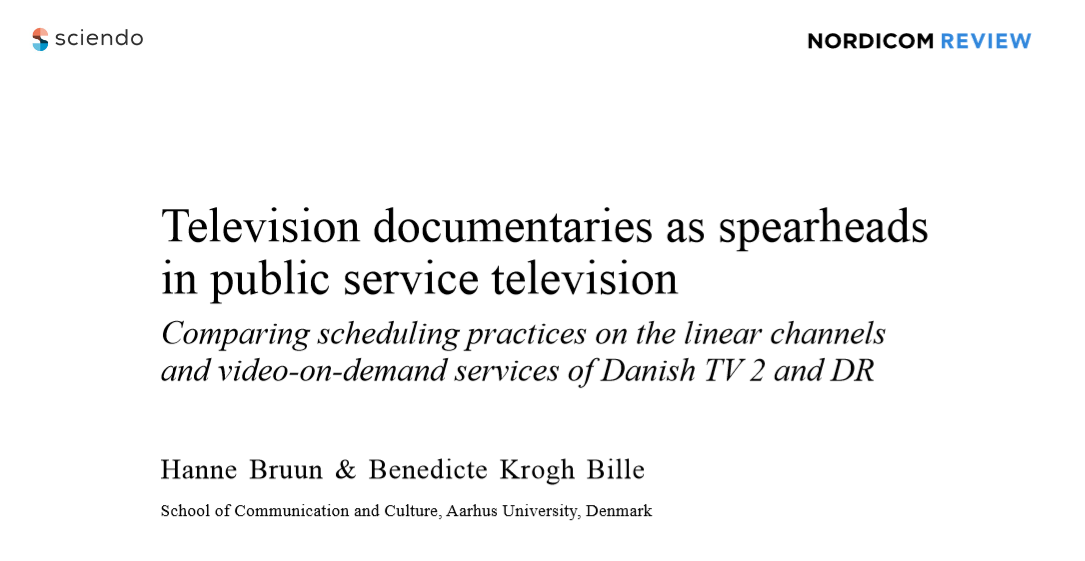 sciendo
NORDICOM REVIEW
Television documentaries as spearheads
in public service television
Comparing scheduling practices on the linear channels
and video-on-demand services of Danish TV 2 and DR
Hanne Bruun & Benedicte Krogh Bille
School of Communication and Culture, Aarhus University, Denmark